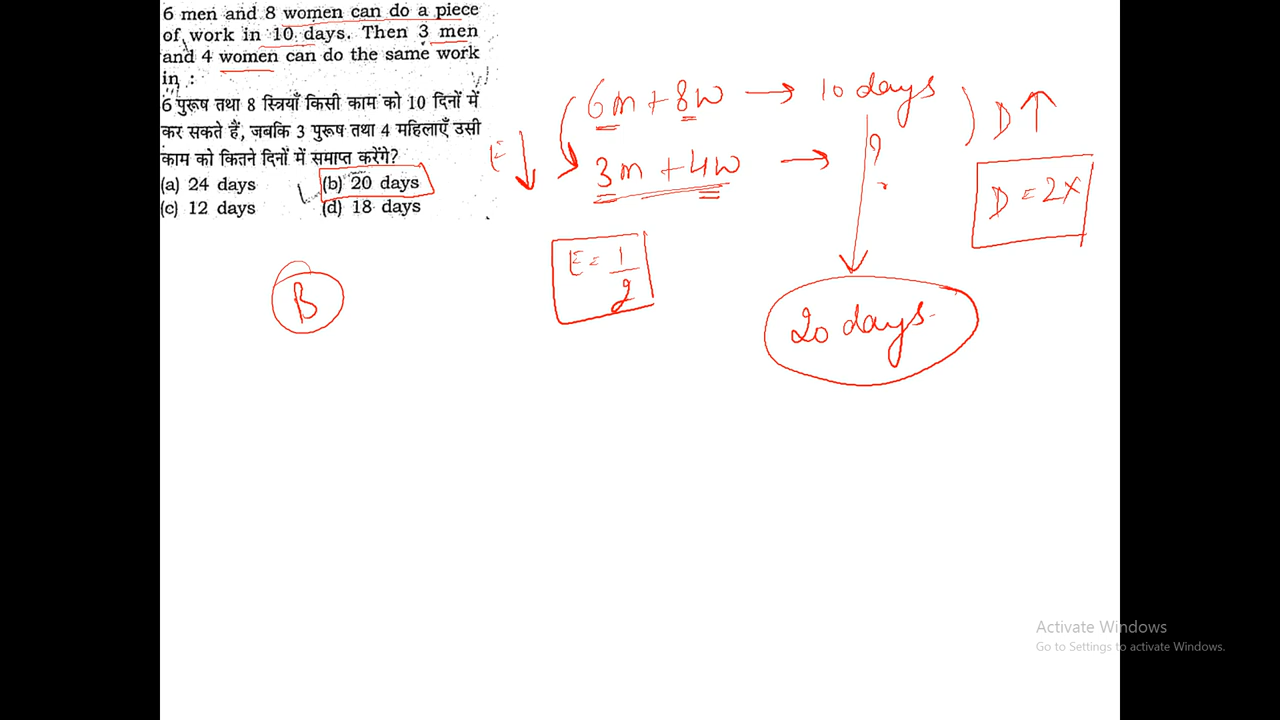 6 men and 8 women can do a piece
of work in 10 days. Then 3 men
and 4 women can do the same work
in :
6 पुरूष तथा 8 स्त्रियाँ किसी काम को 10 दिनों में
कर सकते हैं, जबकि 3 पुरूष तथा 4 महिलाएँ उसी
काम को कितने दिनों में समाप्त करेंगे?
(a) 24 days (b) 20 days
(c) 12 days (d) 18 days
6m + 8w → 10 days
D ↑
E ↓
3m + 4w → ?
D = 2x
E = 1/2
B
20 days
Activate Windows
Go to Settings to activate Windows.